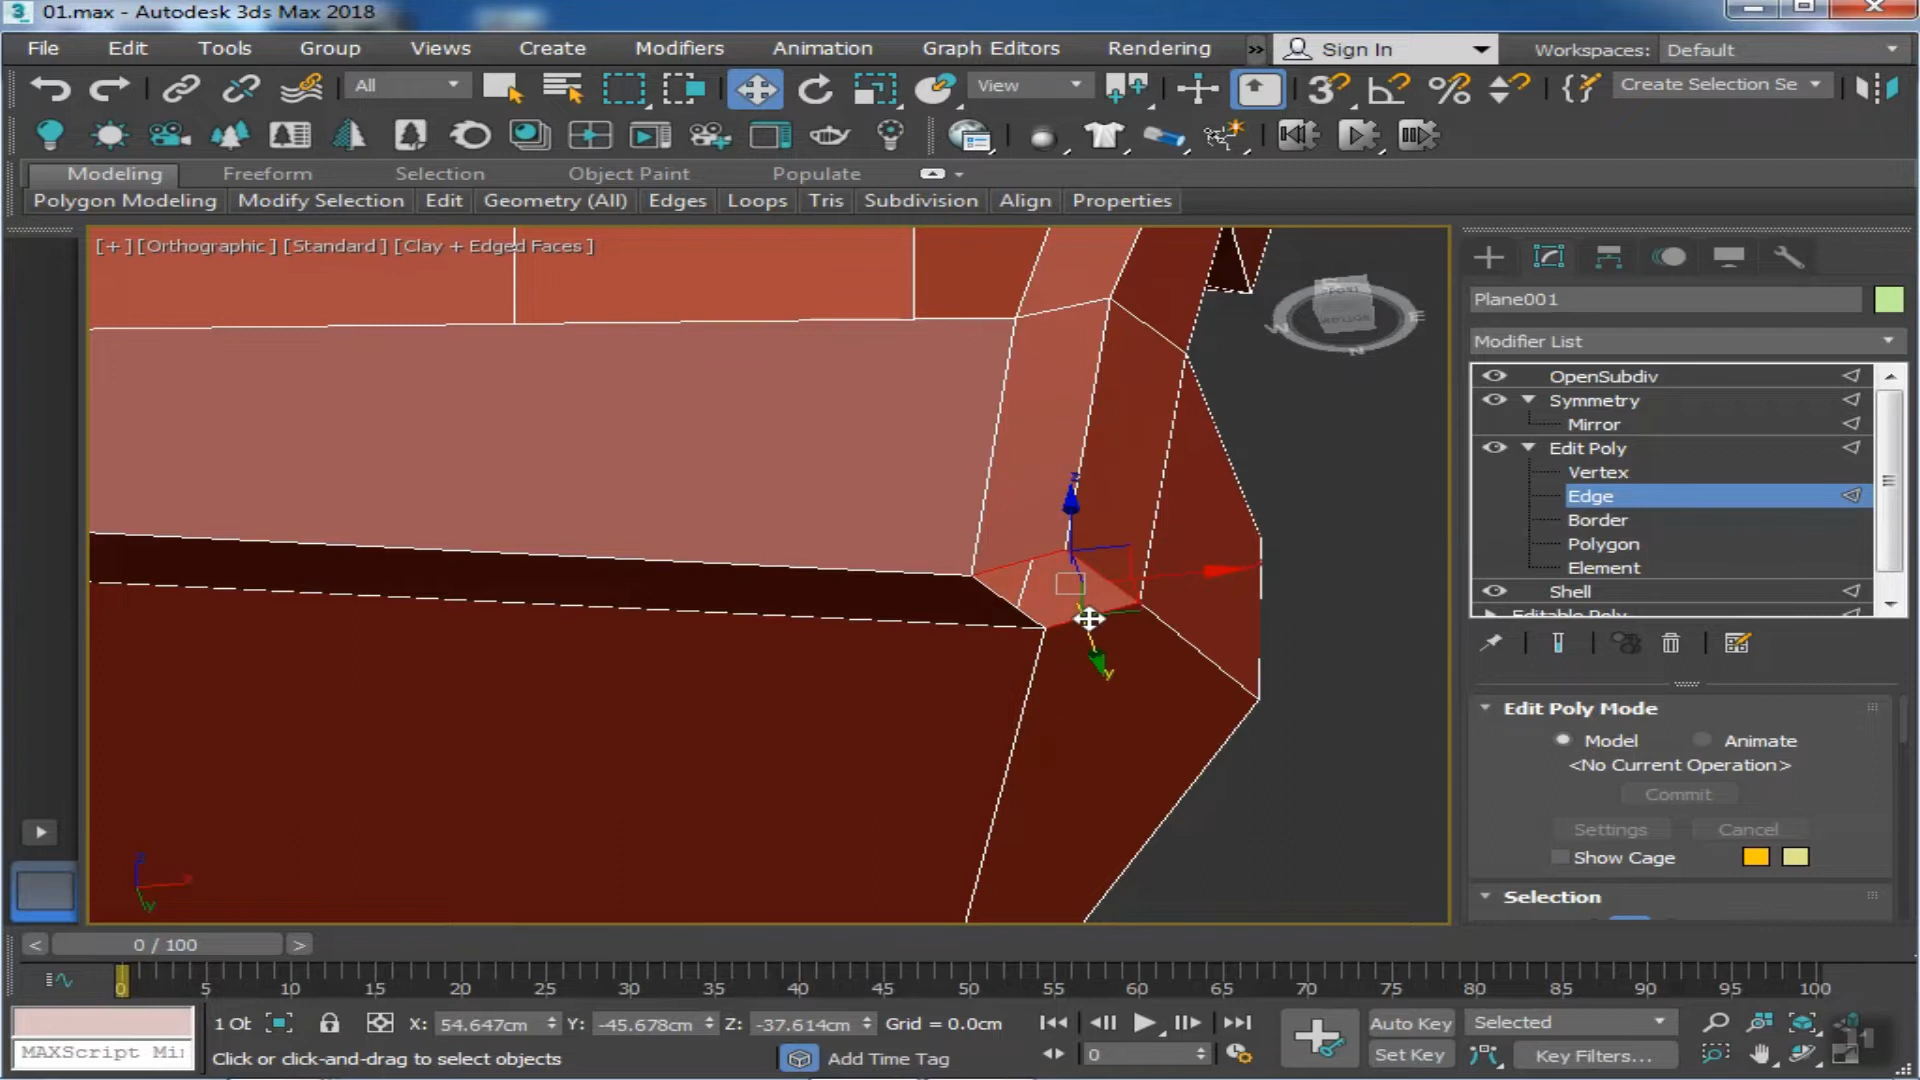 01.max - Autodesk 3ds Max 2018
File Edit Tools Group Views Create Modifiers Animation Graph Editors Rendering >> Sign In Workspaces: Default
All View 3 Create Selection Se
Modeling Freeform Selection Object Paint Populate
Polygon Modeling Modify Selection Edit Geometry (All) Edges Loops Tris Subdivision Align Properties
[+] [Orthographic] [Standard] [Clay + Edged Faces]
W E N
Plane001
Modifier List
OpenSubdiv
Symmetry
Mirror
Edit Poly
Vertex
Edge
Border
Polygon
Element
Shell
Editable Poly
z
y
Edit Poly Mode
Model Animate
<No Current Operation>
Commit
Settings Cancel
Show Cage
Selection
z x y
< 0 / 100 >
0 5 10 15 20 25 30 35 40 45 50 55 60 65 70 75 80 85 90 95 100
1 Ob X: 54.647cm Y: -45.678cm Z: -37.614cm Grid = 0.0cm Auto Key Selected
MAXScript Mi Click or click-and-drag to select objects Add Time Tag 0 Set Key Key Filters...